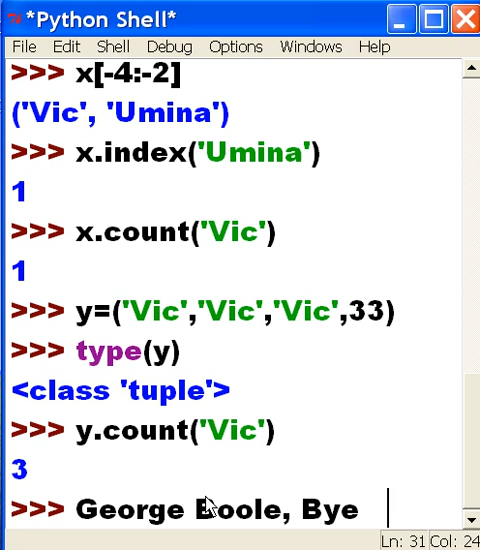 *Python Shell*
File Edit Shell Debug Options Windows Help
>>> x[-4:-2]
('Vic', 'Umina')
>>> x.index('Umina')
1
>>> x.count('Vic')
1
>>> y=('Vic','Vic','Vic',33)
>>> type(y)
<class 'tuple'>
>>> y.count('Vic')
3
>>> George Boole, Bye
Ln: 31 Col: 24